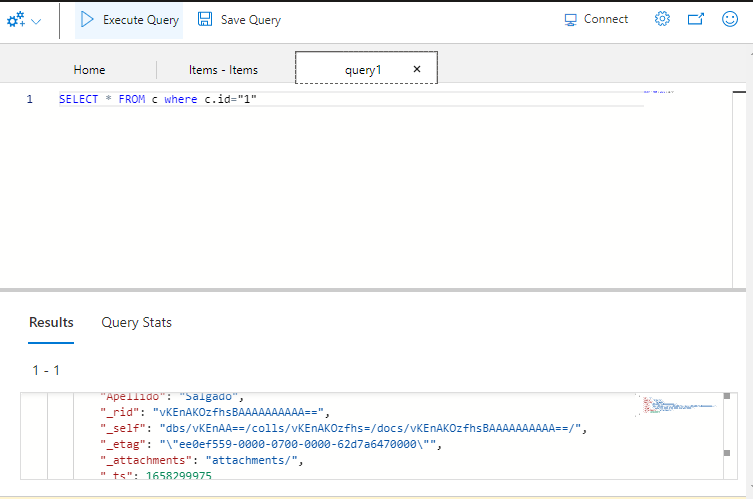 Execute Query Save Query Connect
Home Items - Items query1 ×
1 SELECT * FROM c where c.id="1"
Results Query Stats
1 - 1
"Apellido": "Salgado",
"_rid": "vKEnAKOzfhsBAAAAAAAAAA==",
"_self": "dbs/vKEnAA==/colls/vKEnAKOzfhs=/docs/vKEnAKOzfhsBAAAAAAAAAA==/",
"_etag": "\"ee0ef559-0000-0700-0000-62d7a6470000\"",
"_attachments": "attachments/",
"_ts": 1658299975